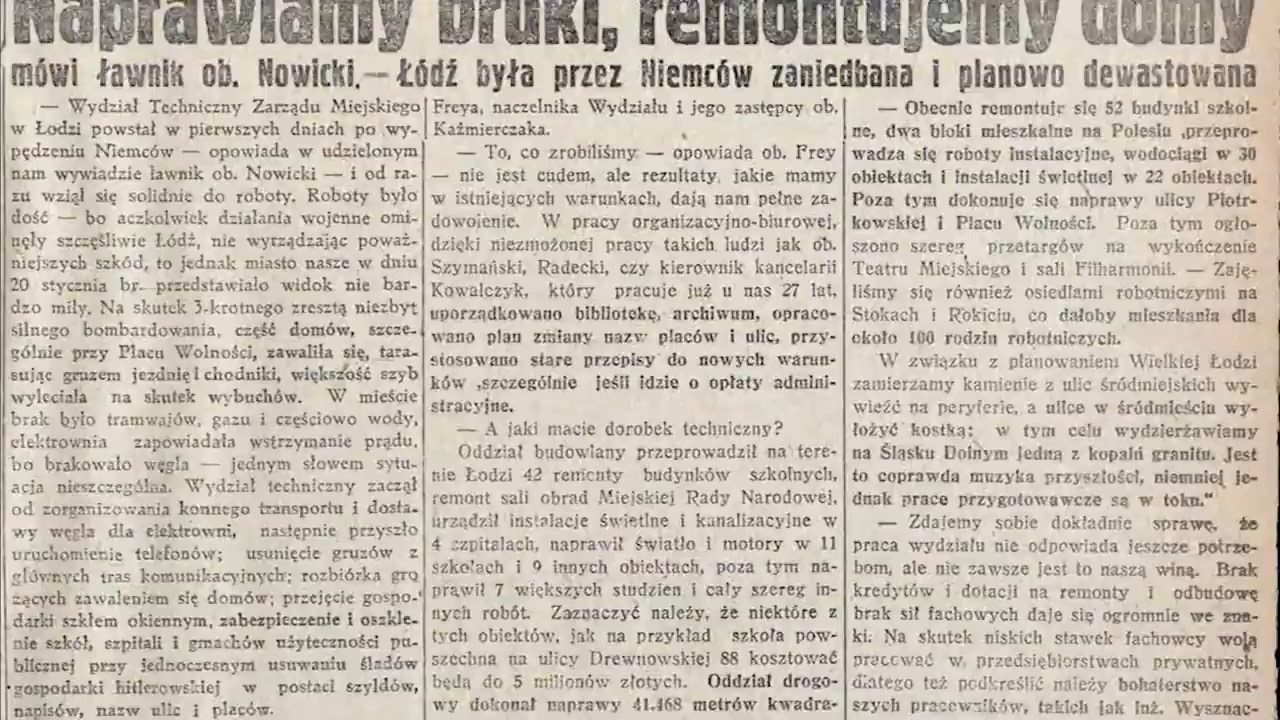 Naprawiamy bruki, remontujemy domy
mówi ławnik ob. Nowicki. — Łódź była przez Niemców zaniedbana i planowo dewastowana
— Wydział Techniczny Zarządu Miejskiego
w Łodzi powstał w pierwszych dniach po wy-
pędzeniu Niemców — opowiada w udzielonym
nam wywiadzie ławnik ob. Nowicki — i od ra-
zu wziął się solidnie do roboty. Roboty było
dość — bo aczkolwiek działania wojenne omi-
nęły szczęśliwie Łódź, nie wyrządzając poważ-
niejszych szkód, to jednak miasto nasze w dniu
20 stycznia br. przedstawiało widok nie bar-
dzo miły. Na skutek 3-krotnego zresztą niezbyt
silnego bombardowania, część domów, szcze-
gólnie przy Placu Wolności, zawaliła się, tara-
sując gruzem jezdnię i chodniki, większość szyb
wyleciała na skutek wybuchów. W mieście
brak było tramwajów, gazu i częściowo wody,
elektrownia zapowiadała wstrzymanie prądu,
bo brakowało węgla — jednym słowem sytu-
acja nieszczególna. Wydział techniczny zaczął
od zorganizowania konnego transportu i dosta-
wy węgla dla elektrowni, następnie przyszło
uruchomienie telefonów; usunięcie gruzów z
głównych tras komunikacyjnych; rozbiórka gro
żących zawaleniem się domów; przejęcie gospo-
darki szkłem okiennym, zabezpieczenie i oszkle-
nie szkół, szpitali i gmachów użyteczności pu-
blicznej przy jednoczesnym usuwaniu śladów
gospodarki hitlerowskiej w postaci szyldów,
napisów, nazw ulic i placów.
Freya, naczelnika Wydziału i jego zastępcy ob.
Kaźmierczaka.
— To, co zrobiliśmy — opowiada ob. Frey
— nie jest cudem, ale rezultaty, jakie mamy
w istniejących warunkach, dają nam pełne za-
dowolenie. W pracy organizacyjno-biurowej,
dzięki niezmożonej pracy takich ludzi jak ob.
Szymański, Radecki, czy kierownik kancelarii
Kowalczyk, który pracuje już u nas 27 lat,
uporządkowano bibliotekę, archiwum, opraco-
wano plan zmiany nazw placów i ulic, przy-
stosowano stare przepisy do nowych warun-
ków ,szczególnie jeśli idzie o opłaty admini-
stracyjne.
— A jaki macie dorobek techniczny?
Oddział budowlany przeprowadził na tere-
nie Łodzi 42 remonty budynków szkolnych,
remont sali obrad Miejskiej Rady Narodowej,
urządził instalacje świetlne i kanalizacyjne w
4 szpitalach, naprawił światło i motory w 11
szkołach i 9 innych obiektach, poza tym na-
prawił 7 większych studzien i cały szereg in-
nych robót. Zaznaczyć należy, że niektóre z
tych obiektów, jak na przykład szkoła pow-
szechna na ulicy Drewnowskiej 88 kosztować
będą do 5 milionów złotych. Oddział drogo-
wy dokonał naprawy 41.468 metrów kwadra-
— Obecnie remontuje się 52 budynki szkol-
ne, dwa bloki mieszkalne na Polesiu ,przepro-
wadza się roboty instalacyjne, wodociągi w 30
obiektach i instalacji świetlnej w 22 obiektach.
Poza tym dokonuje się naprawy ulicy Piotr-
kowskiej i Placu Wolności. Poza tym ogło-
szono szereg przetargów na wykończenie
Teatru Miejskiego i sali Filharmonii. — Zaję-
liśmy się również osiedlami robotniczymi na
Stokach i Rokiciu, co dałoby mieszkania dla
około 100 rodzin robotniczych.
W związku z planowaniem Wielkiej Łodzi
zamierzamy kamienie z ulic śródmiejskich wy-
wieźć na peryferie, a ulice w śródmieściu wy-
łożyć kostką; w tym celu wydzierżawiamy
na Śląsku Dolnym jedną z kopalń granitu. Jest
to coprawda muzyka przyszłości, niemniej je-
dnak prace przygotowawcze są w tokn."
— Zdajemy sobie dokładnie sprawę, że
praca wydziału nie odpowiada jeszcze potrze-
bom, ale nie zawsze jest to naszą winą. Brak
kredytów i dotacji na remonty i odbudowę
brak sił fachowych daje się ogromnie we zna-
ki. Na skutek niskich stawek fachowcy wolą
pracować w przedsiębiorstwach prywatnych,
dlatego też podkreślić należy bohaterstwo na-
szych pracowników, takich jak inż. Wysznac-